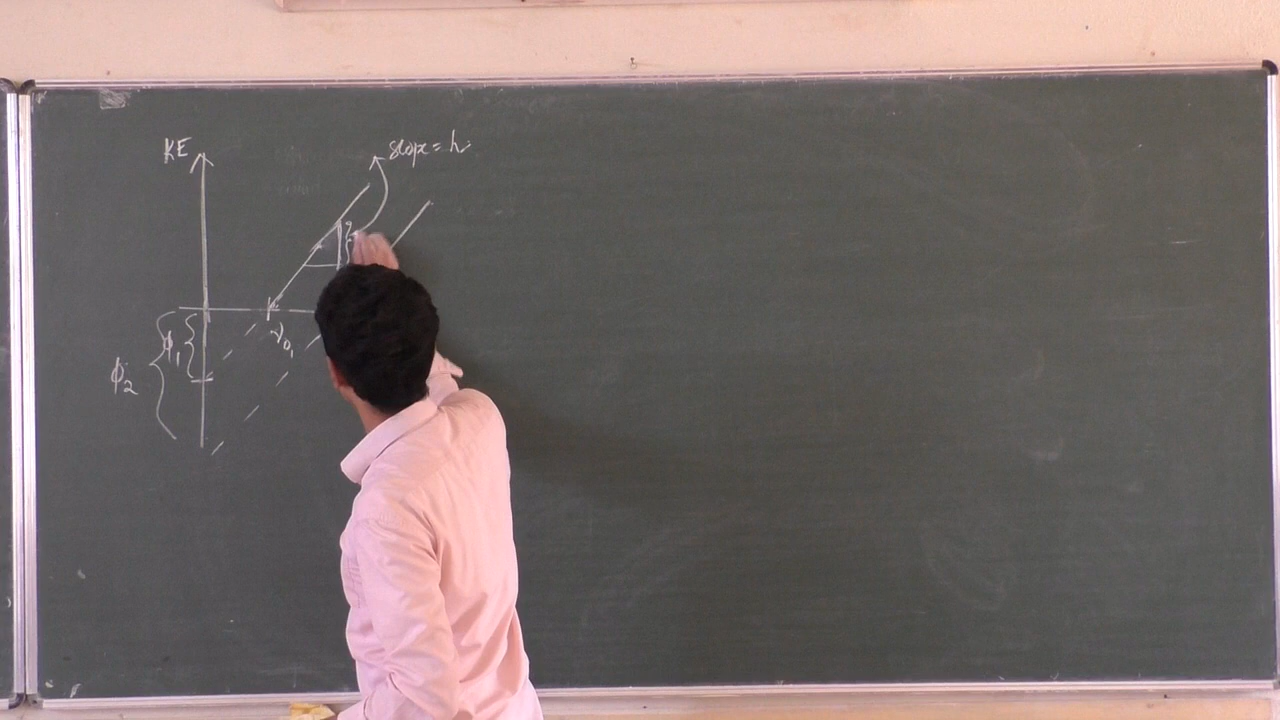 KE
slope = h
ϕ₁
ν₀₁
ϕ₂